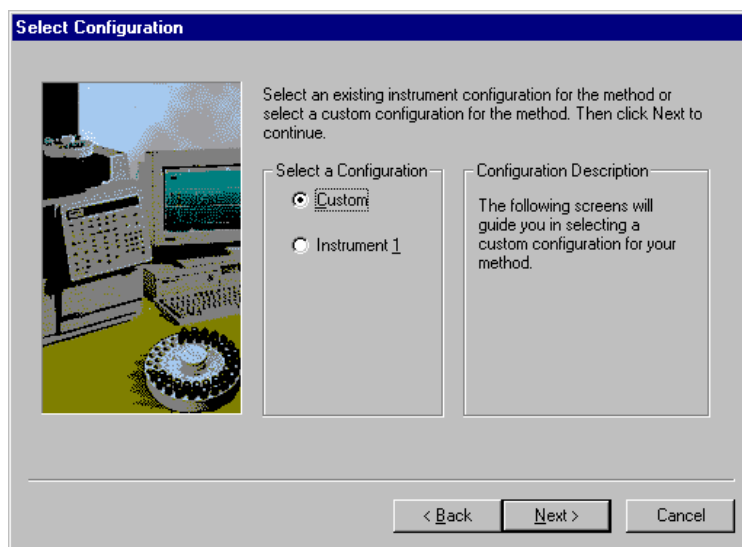 Select Configuration
Select an existing instrument configuration for the method or
select a custom configuration for the method. Then click Next to
continue.
Select a Configuration
Custom
Instrument 1
Configuration Description
The following screens will
guide you in selecting a
custom configuration for your
method.
< Back
Next >
Cancel